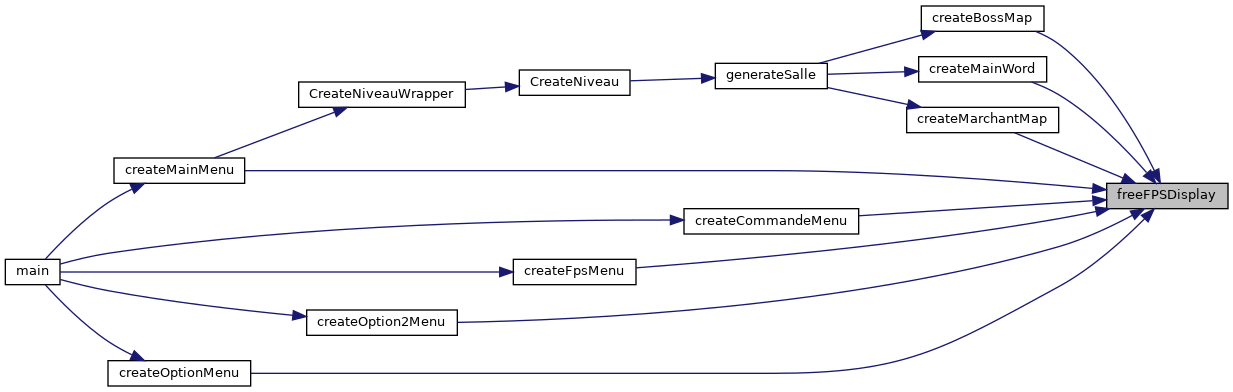 createBossMap
createMainWord
generateSalle
CreateNiveau
CreateNiveauWrapper
createMarchantMap
createMainMenu
freeFPSDisplay
createCommandeMenu
main
createFpsMenu
createOption2Menu
createOptionMenu